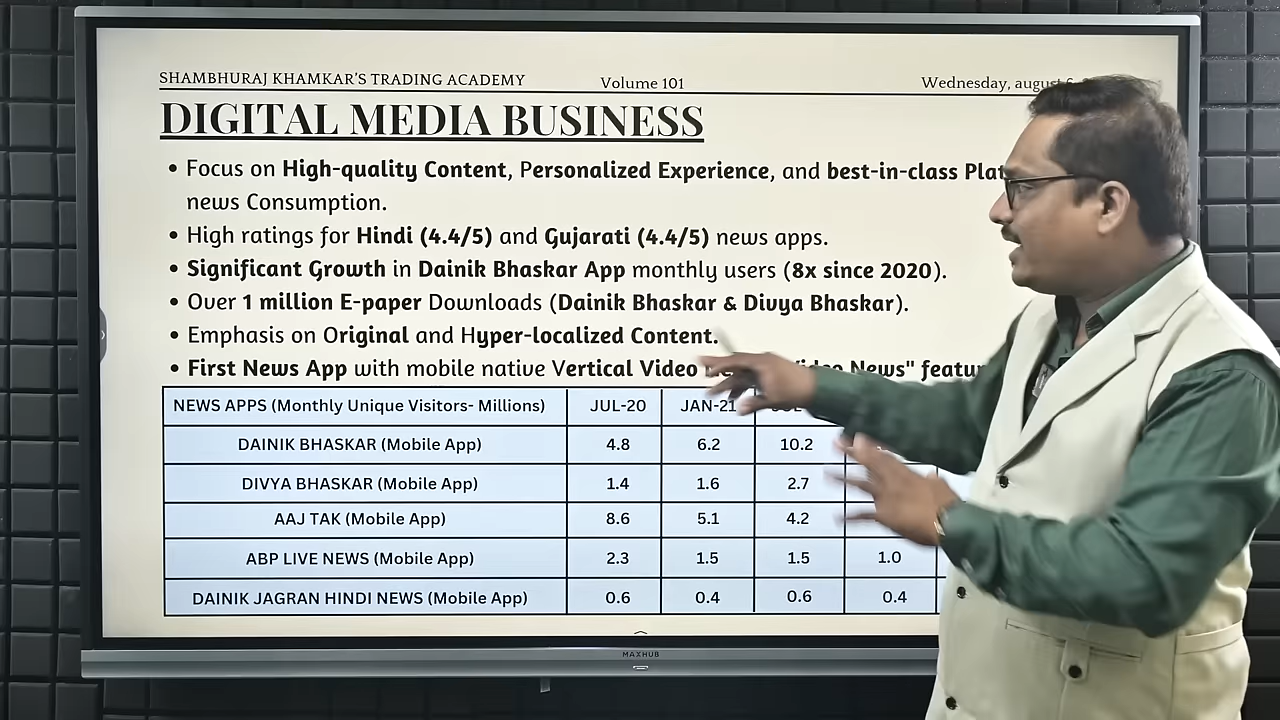 SHAMBHURAJ KHAMKAR'S TRADING ACADEMY Volume 101 Wednesday,
DIGITAL MEDIA BUSINESS
• Focus on High-quality Content, Personalized Experience, and best-in-class
news Consumption.
• High ratings for Hindi (4.4/5) and Gujarati (4.4/5) news apps.
• Significant Growth in Dainik Bhaskar App monthly users (8x since 2020).
• Over 1 million E-paper Downloads (Dainik Bhaskar & Divya Bhaskar).
• Emphasis on Original and Hyper-localized Content.
• First News App with mobile native Vertical Video News"
NEWS APPS (Monthly Unique Visitors- Millions) JUL-20 JAN-21
DAINIK BHASKAR (Mobile App) 4.8 6.2 10.2
DIVYA BHASKAR (Mobile App) 1.4 1.6 2.7
AAJ TAK (Mobile App) 8.6 5.1 4.2
ABP LIVE NEWS (Mobile App) 2.3 1.5 1.5 1.0
DAINIK JAGRAN HINDI NEWS (Mobile App) 0.6 0.4 0.6 0.4
MAXHUB